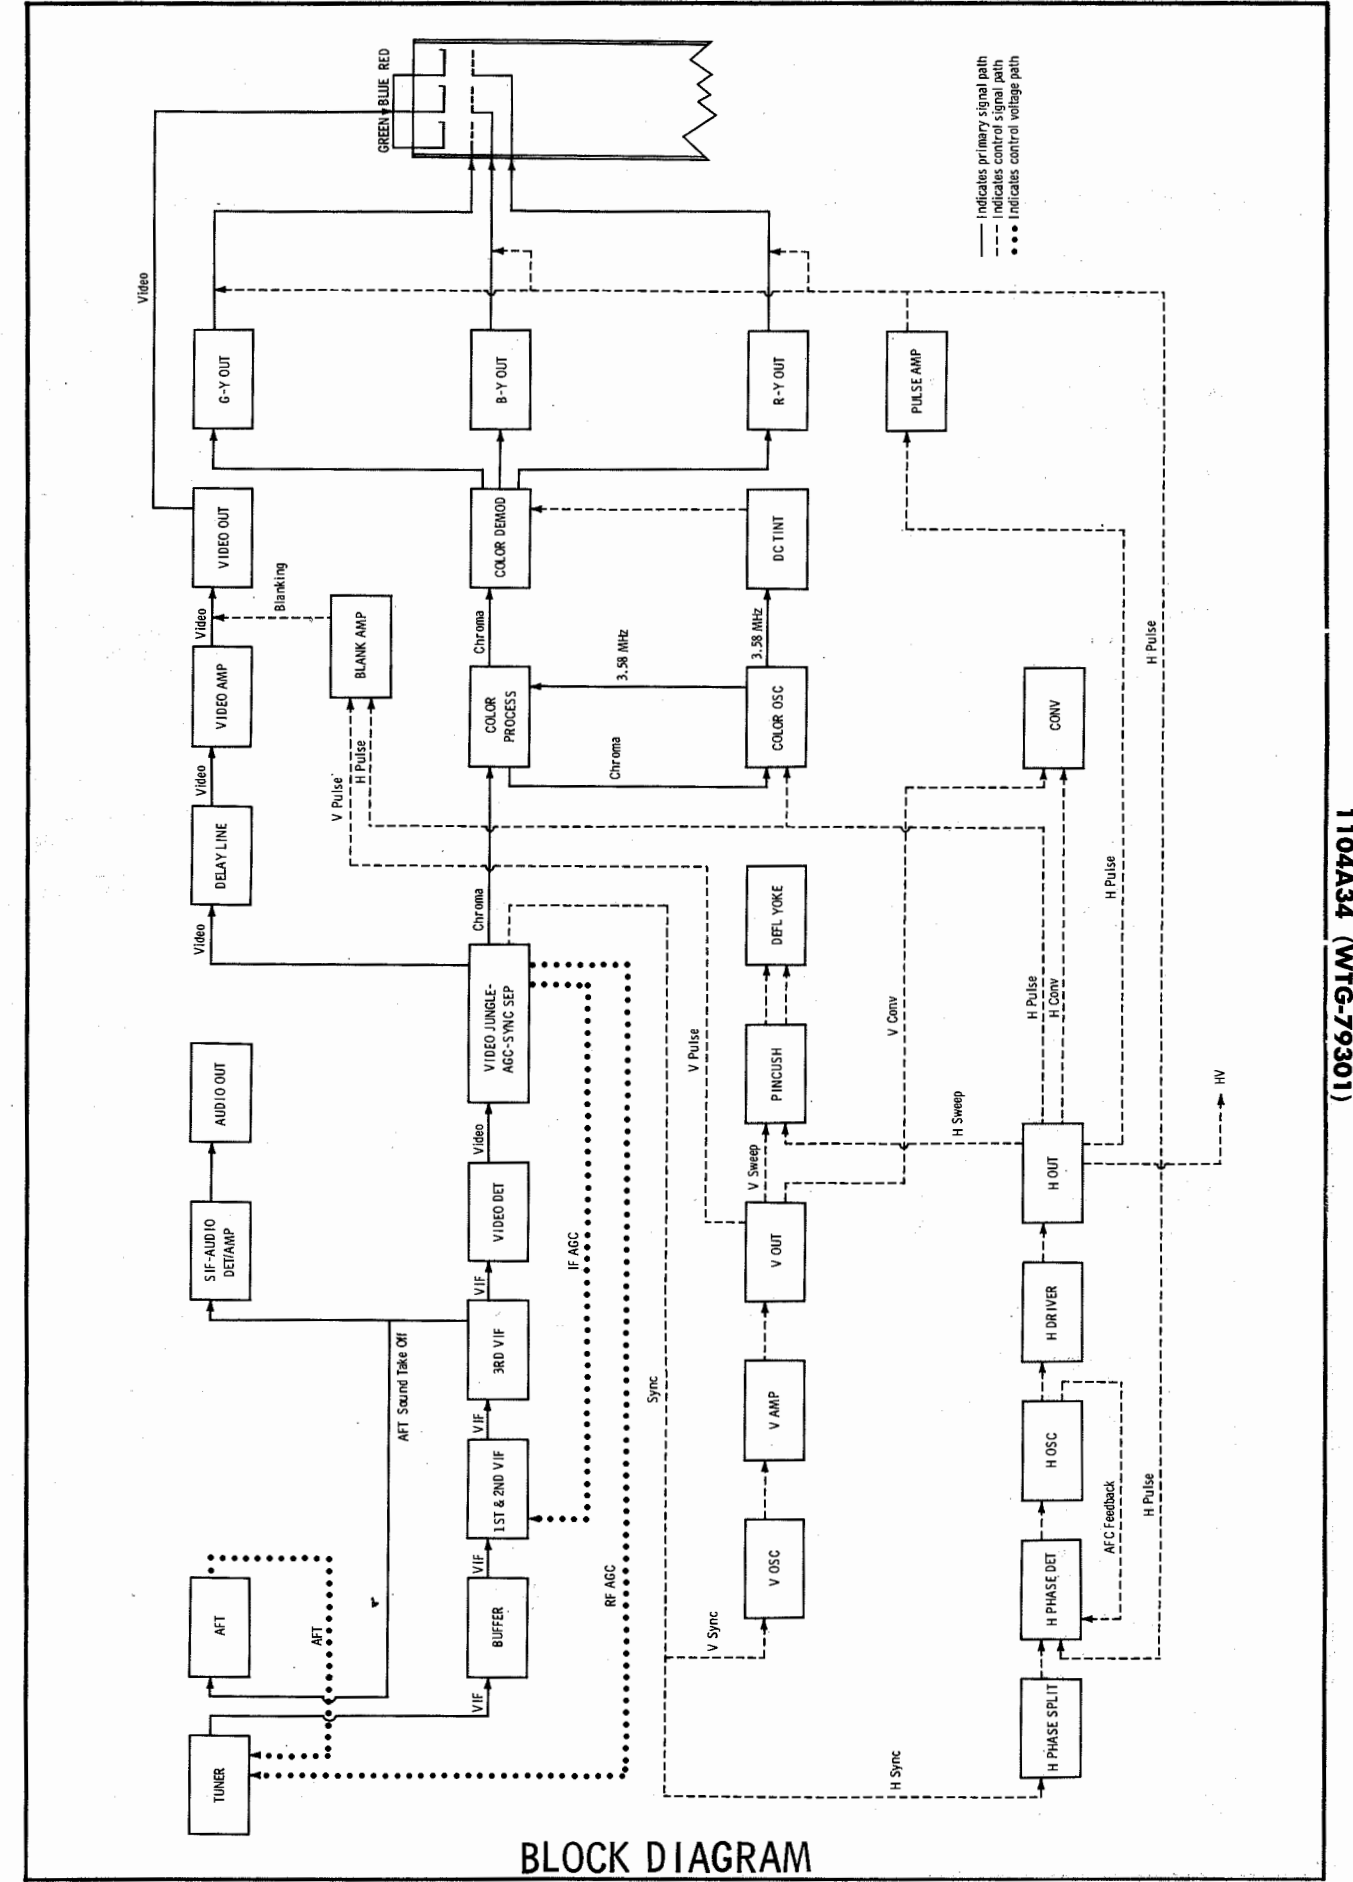 BLOCK DIAGRAM
1104A34 (WTG-79301)
TUNER
AFT
AFT
VIF
BUFFER
VIF
1ST & 2ND VIF
VIF
3RD VIF
VIF
VIDEO DET
Video
VIDEO JUNGLE-
AGC-SYNC SEP
AFT Sound Take Off
SIF-AUDIO
DET/AMP
AUDIO OUT
IF AGC
RF AGC
Video
DELAY LINE
Video
VIDEO AMP
Video
VIDEO OUT
Video
Blanking
BLANK AMP
V Pulse
H Pulse
Chroma
COLOR
PROCESS
Chroma
COLOR DEMOD
Chroma
3.58 MHz
COLOR OSC
3.58 MHz
DC TINT
G-Y OUT
B-Y OUT
R-Y OUT
PULSE AMP
GREEN
BLUE
RED
Sync
V Sync
V OSC
V AMP
V OUT
V Sweep
PINCUSH
DEFL YOKE
V Pulse
V Conv
H Sweep
H Sync
H PHASE SPLIT
H PHASE DET
H OSC
AFC Feedback
H DRIVER
H OUT
H Pulse
H Conv
CONV
H Pulse
H Pulse
H Pulse
HV
Indicates primary signal path
Indicates control signal path
Indicates control voltage path